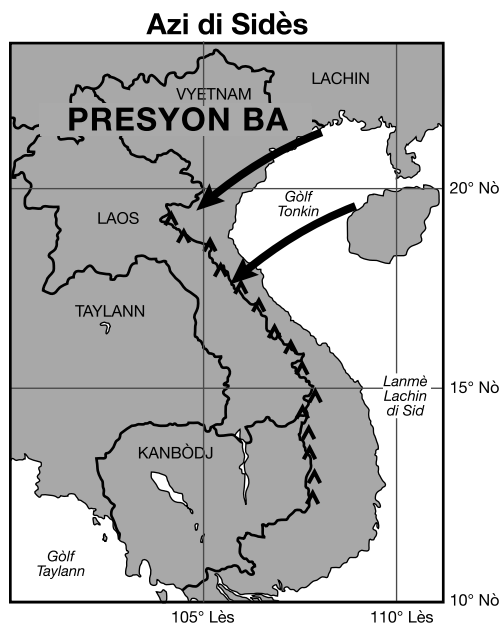 Azi di Sidès
LACHIN
VYETNAM
PRESYON BA
20° Nò
Gòlf
Tonkin
LAOS
TAYLANN
Lanmè
Lachin
di Sid
15° Nò
KANBÒDJ
Gòlf
Taylann
10° Nò
105° Lès
110° Lès